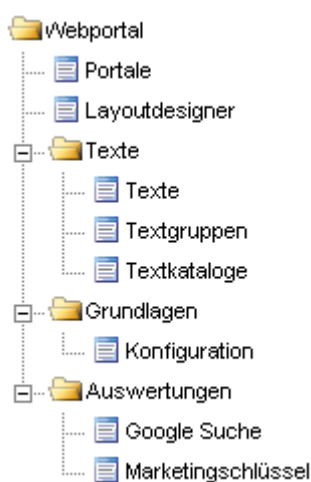 Webportal
Portale
Layoutdesigner
Texte
Texte
Textgruppen
Textkataloge
Grundlagen
Konfiguration
Auswertungen
Google Suche
Marketingschlüssel